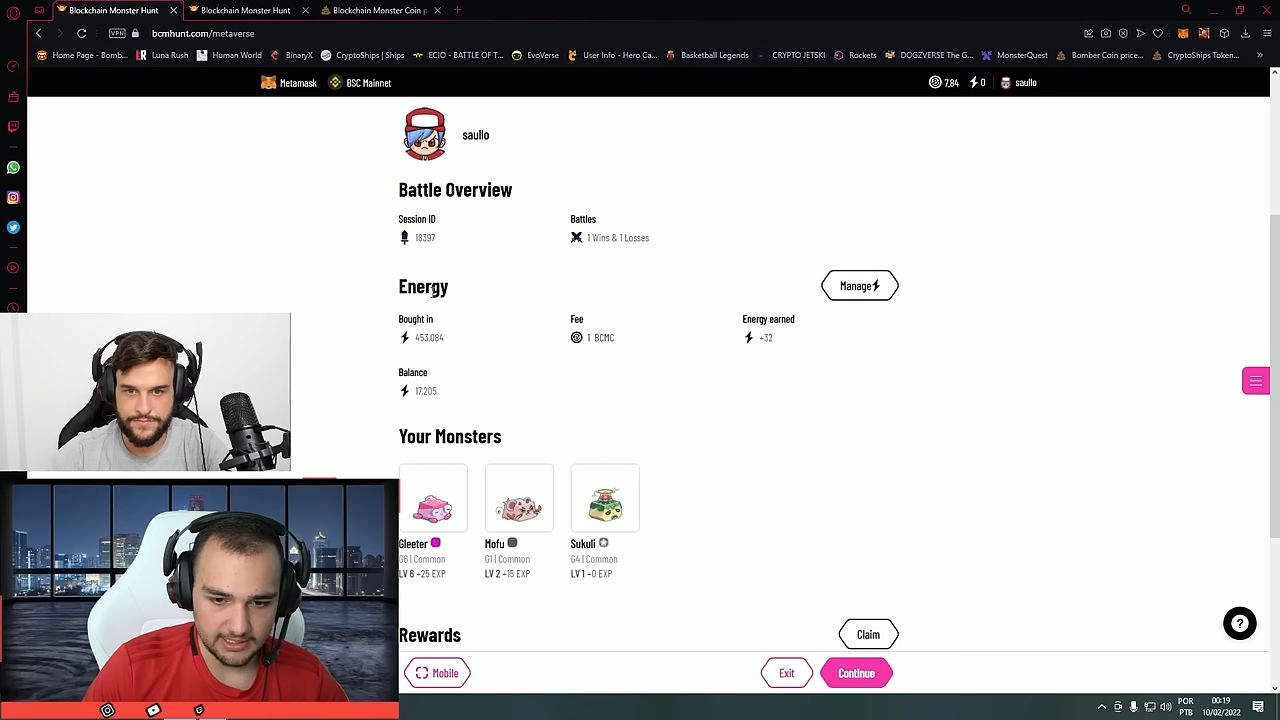 Blockchain Monster Hunt
Blockchain Monster Hunt
Blockchain Monster Coin p
VPN
bcmhunt.com/metaverse
Home Page - Bomb...
Luna Rush
Human World
BinaryX
CryptoShips | Ships
ECIO - BATTLE OF T...
EvoVerse
User Info - Hero Ca...
Basketball Legends
CRYPTO JETSKI
Rockets
DOGZVERSE The G...
MonsterQuest
Bomber Coin price...
CryptoShips Token...
Metamask
BSC Mainnet
7,84
0
saullo
saullo
Battle Overview
Session ID
Battles
18397
1 Wins & 1 Losses
Energy
Manage
Bought in
Fee
Energy earned
453,084
1 BCMC
+32
Balance
17,205
Your Monsters
Gleeter
Mofu
Sukuli
G6 | Common
G1 | Common
G4 | Common
LV 6 +25 EXP
LV 2 +15 EXP
LV 1 +0 EXP
Rewards
Claim
Mobile
Exit
Continue
?
POR
PTB
00:19
10/02/2022